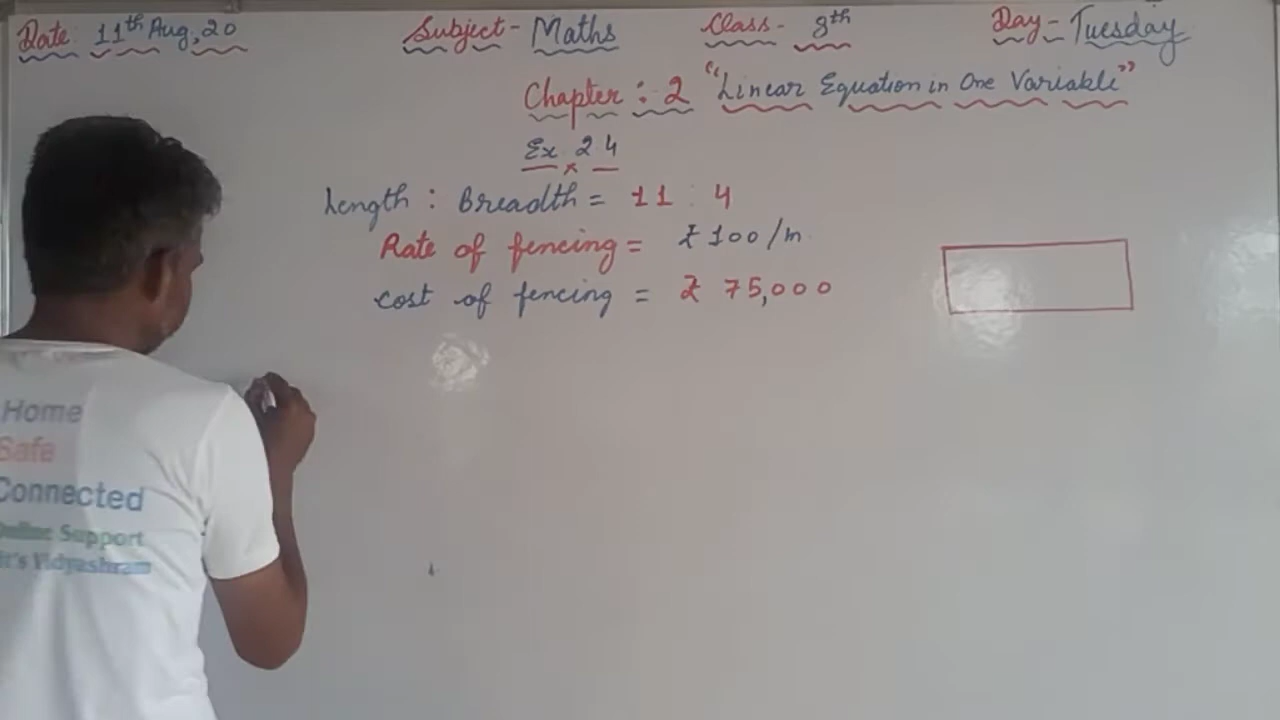 Date: 11th Aug, 20 Subject- Maths Class- 8th Day- Tuesday
Chapter: 2 "Linear Equation in One Variable"
Ex 2.4
Length : Breadth = 11 : 4
Rate of fencing = ₹ 100/m
Cost of fencing = ₹ 75,000
Home
Safe
Connected
Online Support
Vidyashram